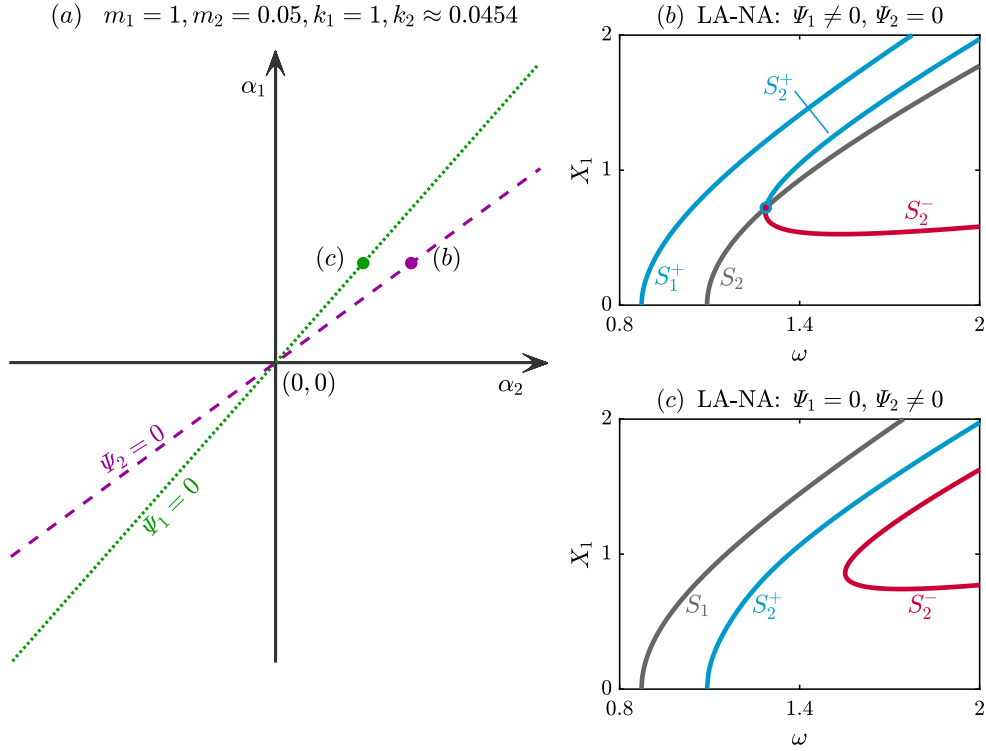 (a) m₁ = 1, m₂ = 0.05, k₁ = 1, k₂ ≈ 0.0454
α₁
(c)
(b)
(0, 0)
α₂
Ψ₂ = 0
Ψ₁ = 0
(b) LA-NA: Ψ₁ ≠ 0, Ψ₂ = 0
2
1
0
X₁
S₂⁺
S₂⁻
S₁⁺
S₂
0.8
1.4
2
ω
(c) LA-NA: Ψ₁ = 0, Ψ₂ ≠ 0
2
1
0
X₁
S₁
S₂⁺
S₂⁻
0.8
1.4
2
ω